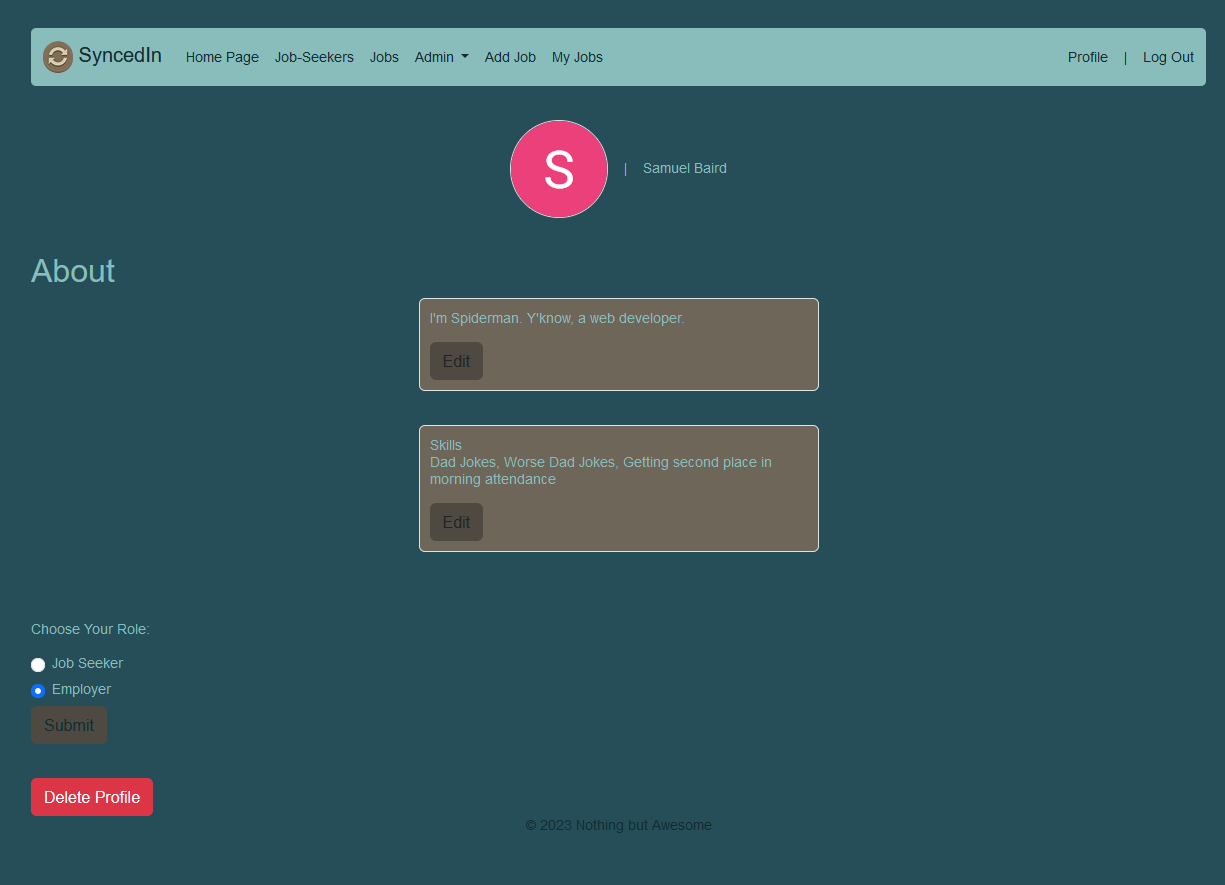 SyncedIn Home Page Job-Seekers Jobs Admin Add Job My Jobs Profile | Log Out
S | Samuel Baird
About
I'm Spiderman. Y'know, a web developer.
Edit
Skills
Dad Jokes, Worse Dad Jokes, Getting second place in
morning attendance
Edit
Choose Your Role:
Job Seeker
Employer
Submit
Delete Profile
© 2023 Nothing but Awesome